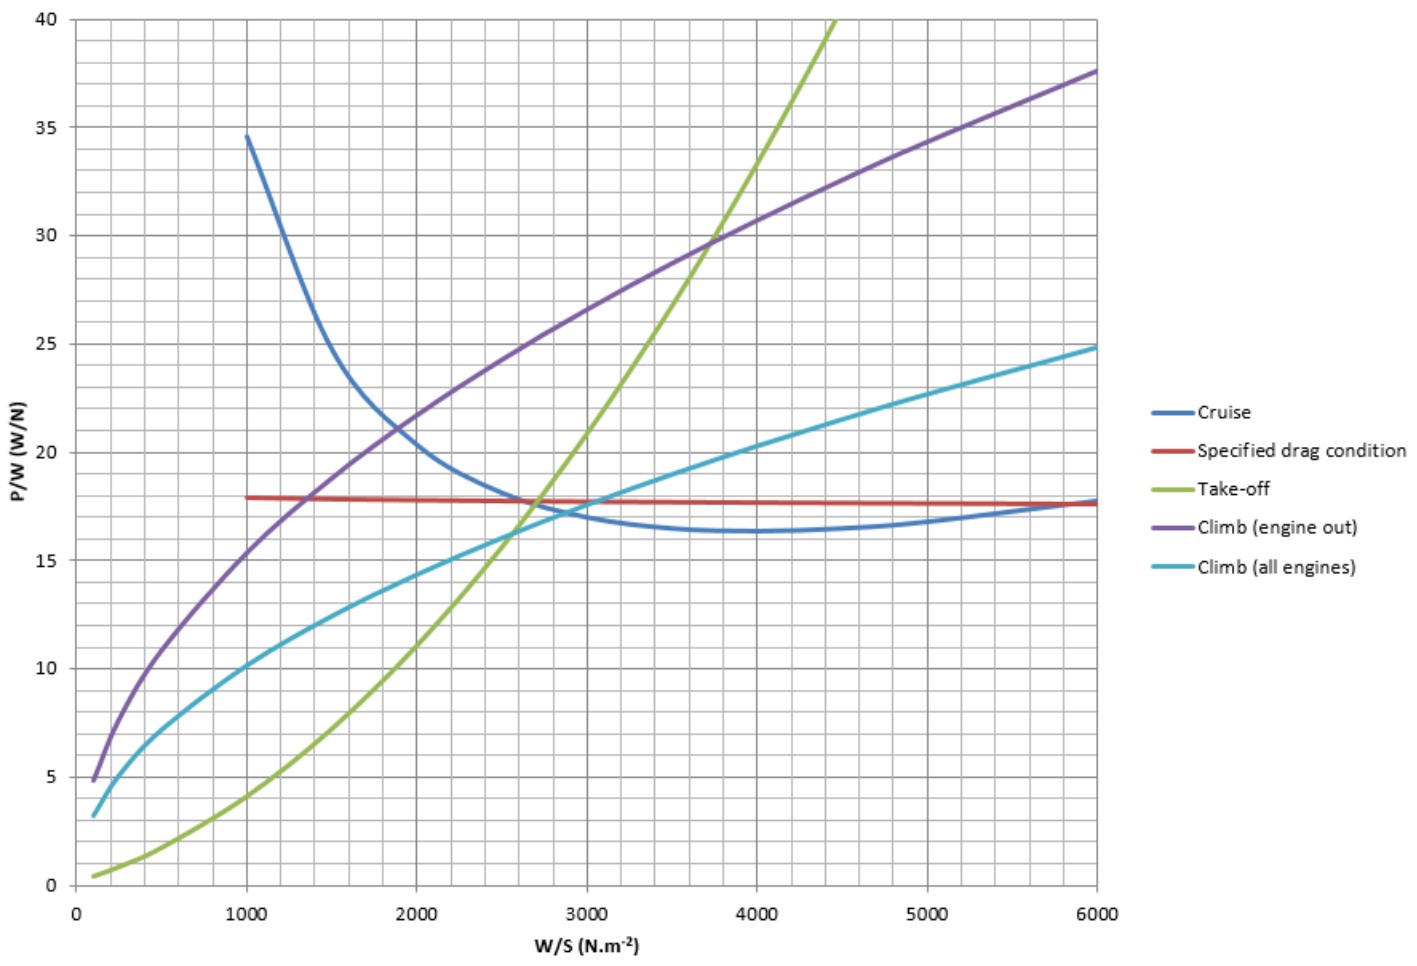 40
35
30
25
20
15
10
5
0
P/W (W/N)
0 1000 2000 3000 4000 5000 6000
W/S (N.m⁻²)
Cruise
Specified drag condition
Take-off
Climb (engine out)
Climb (all engines)